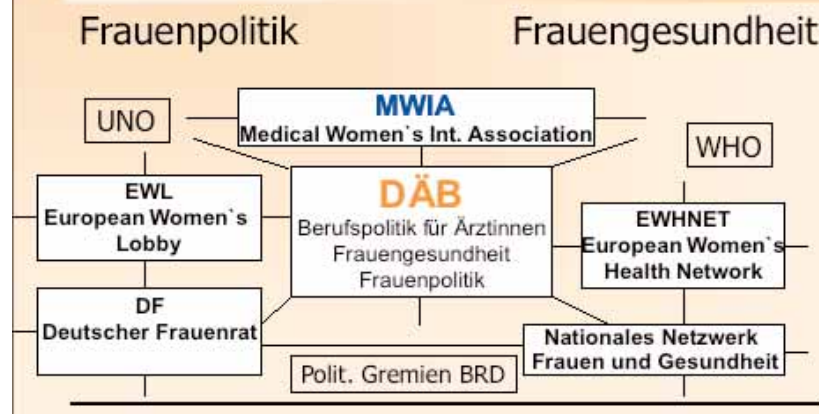 Frauenpolitik
Frauengesundheit
UNO
MWIA
Medical Women`s Int. Association
WHO
EWL
European Women`s
Lobby
DÄB
Berufspolitik für Ärztinnen
Frauengesundheit
Frauenpolitik
EWHNET
European Women`s
Health Network
DF
Deutscher Frauenrat
Nationales Netzwerk
Frauen und Gesundheit
Polit. Gremien BRD